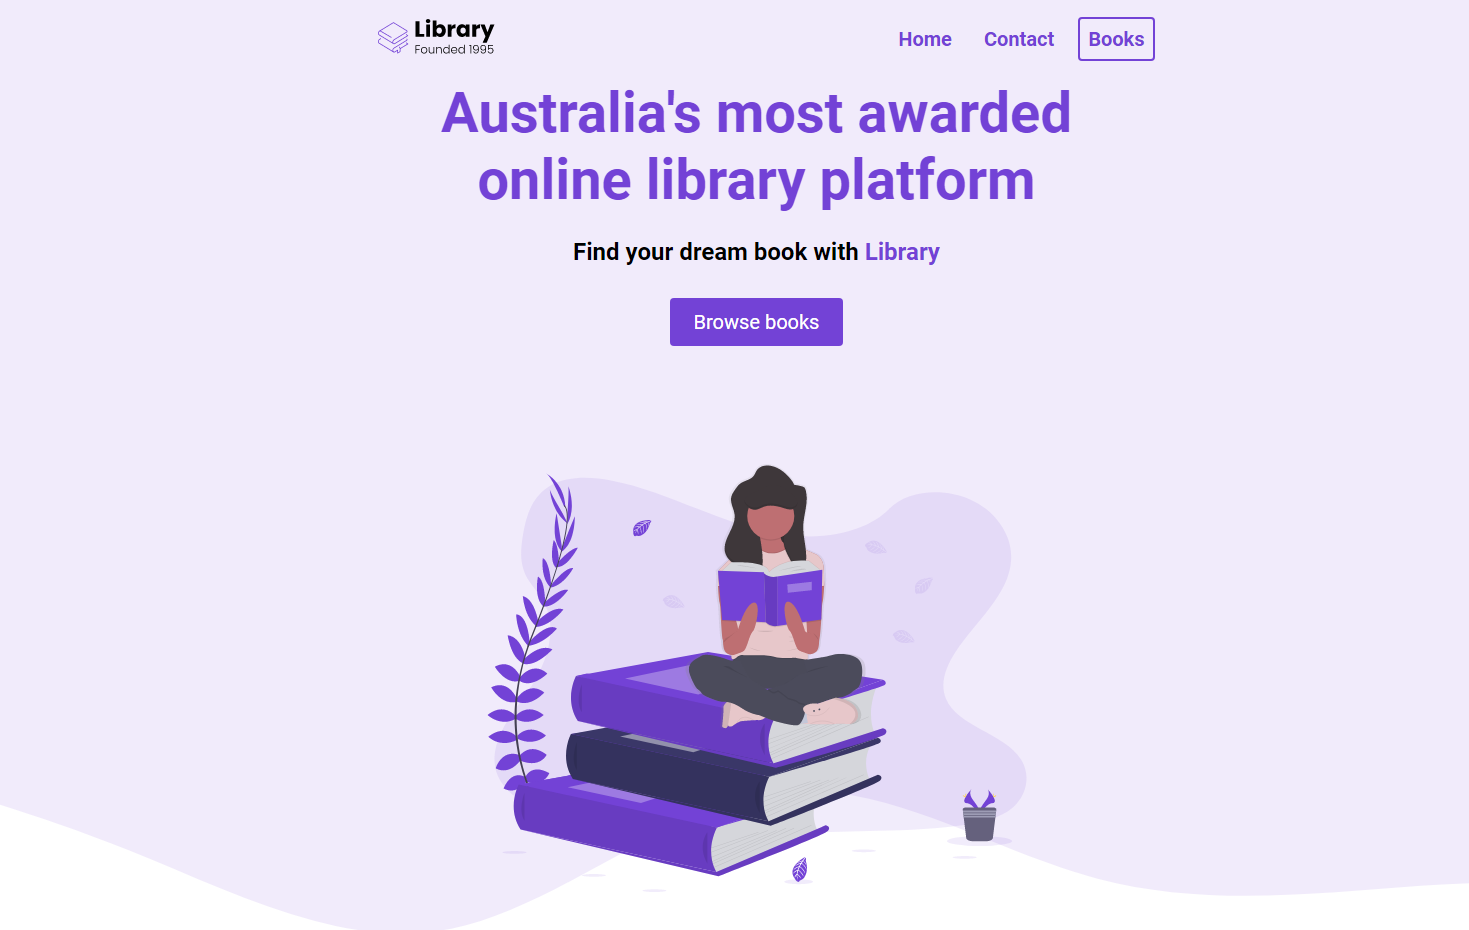 Library
Founded 1995
Home Contact Books
Australia's most awarded
online library platform
Find your dream book with Library
Browse books